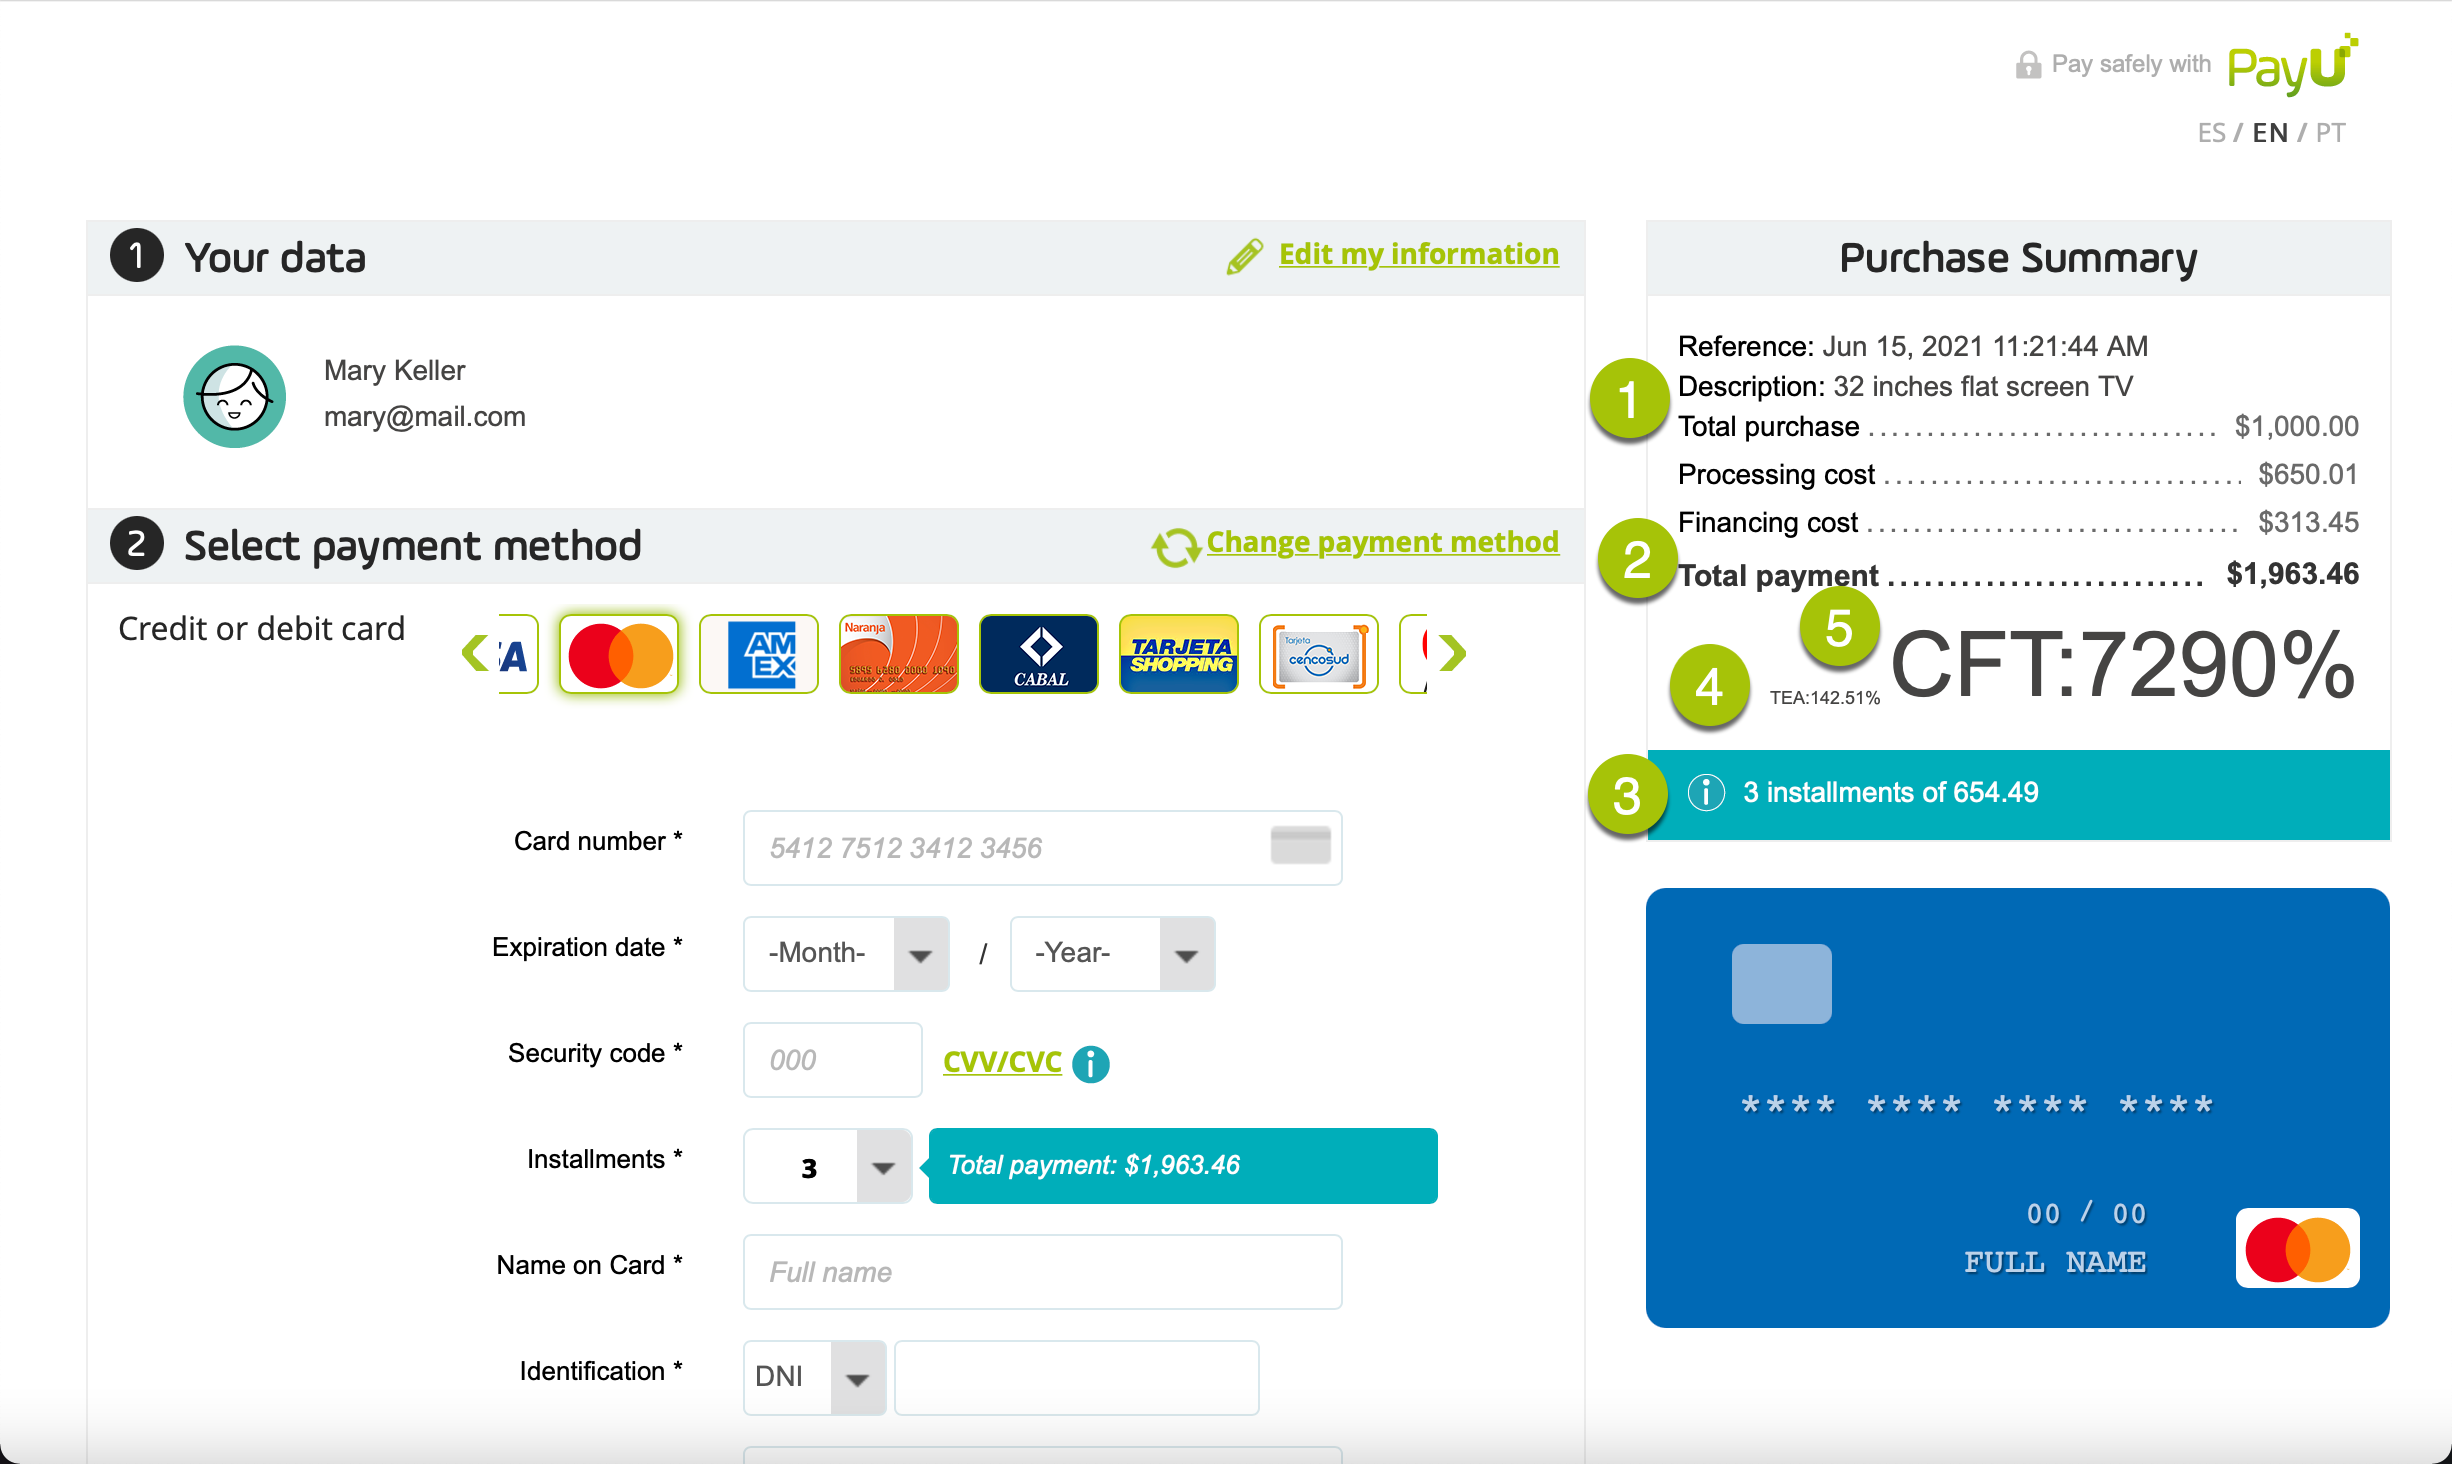 Pay safely with PayU
ES / EN / PT
1 Your data
Edit my information
Mary Keller
mary@mail.com
2 Select payment method
Change payment method
Credit or debit card
AM
EX
Naranja
CABAL
TARJETA
SHOPPING
Tarjeta
cencosud
Card number *
5412 7512 3412 3456
Expiration date *
-Month- / -Year-
Security code *
000
CVV/CVC
Installments *
3
Total payment: $1,963.46
Name on Card *
Full name
Identification *
DNI
Purchase Summary
Reference: Jun 15, 2021 11:21:44 AM
1
Description: 32 inches flat screen TV
Total purchase .............................. $1,000.00
Processing cost ............................... $650.01
Financing cost ................................ $313.45
2
Total payment .......................... $1,963.46
5
4
TEA:142.51% CFT:7290%
3
3 installments of 654.49
**** **** **** ****
00 / 00
FULL NAME